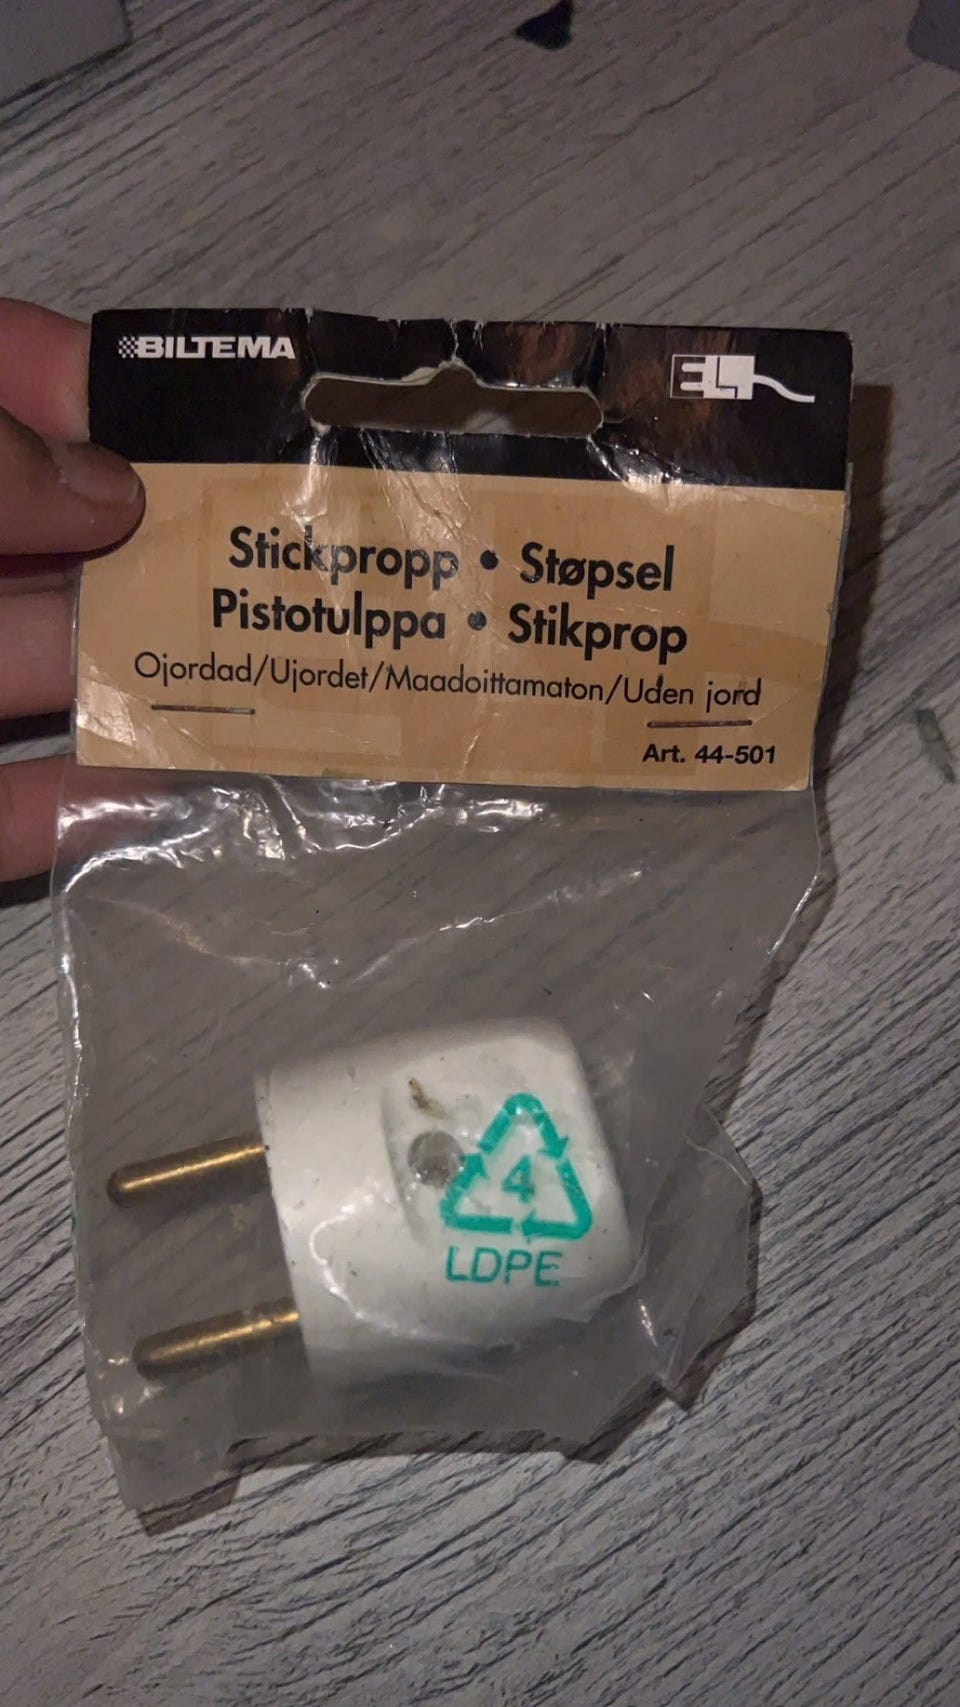 BILTEMA
EL
Stickpropp • Støpsel
Pistotulppa • Stikprop
Ojordad/Ujordet/Maadoittamaton/Uden jord
Art. 44-501
4
LDPE